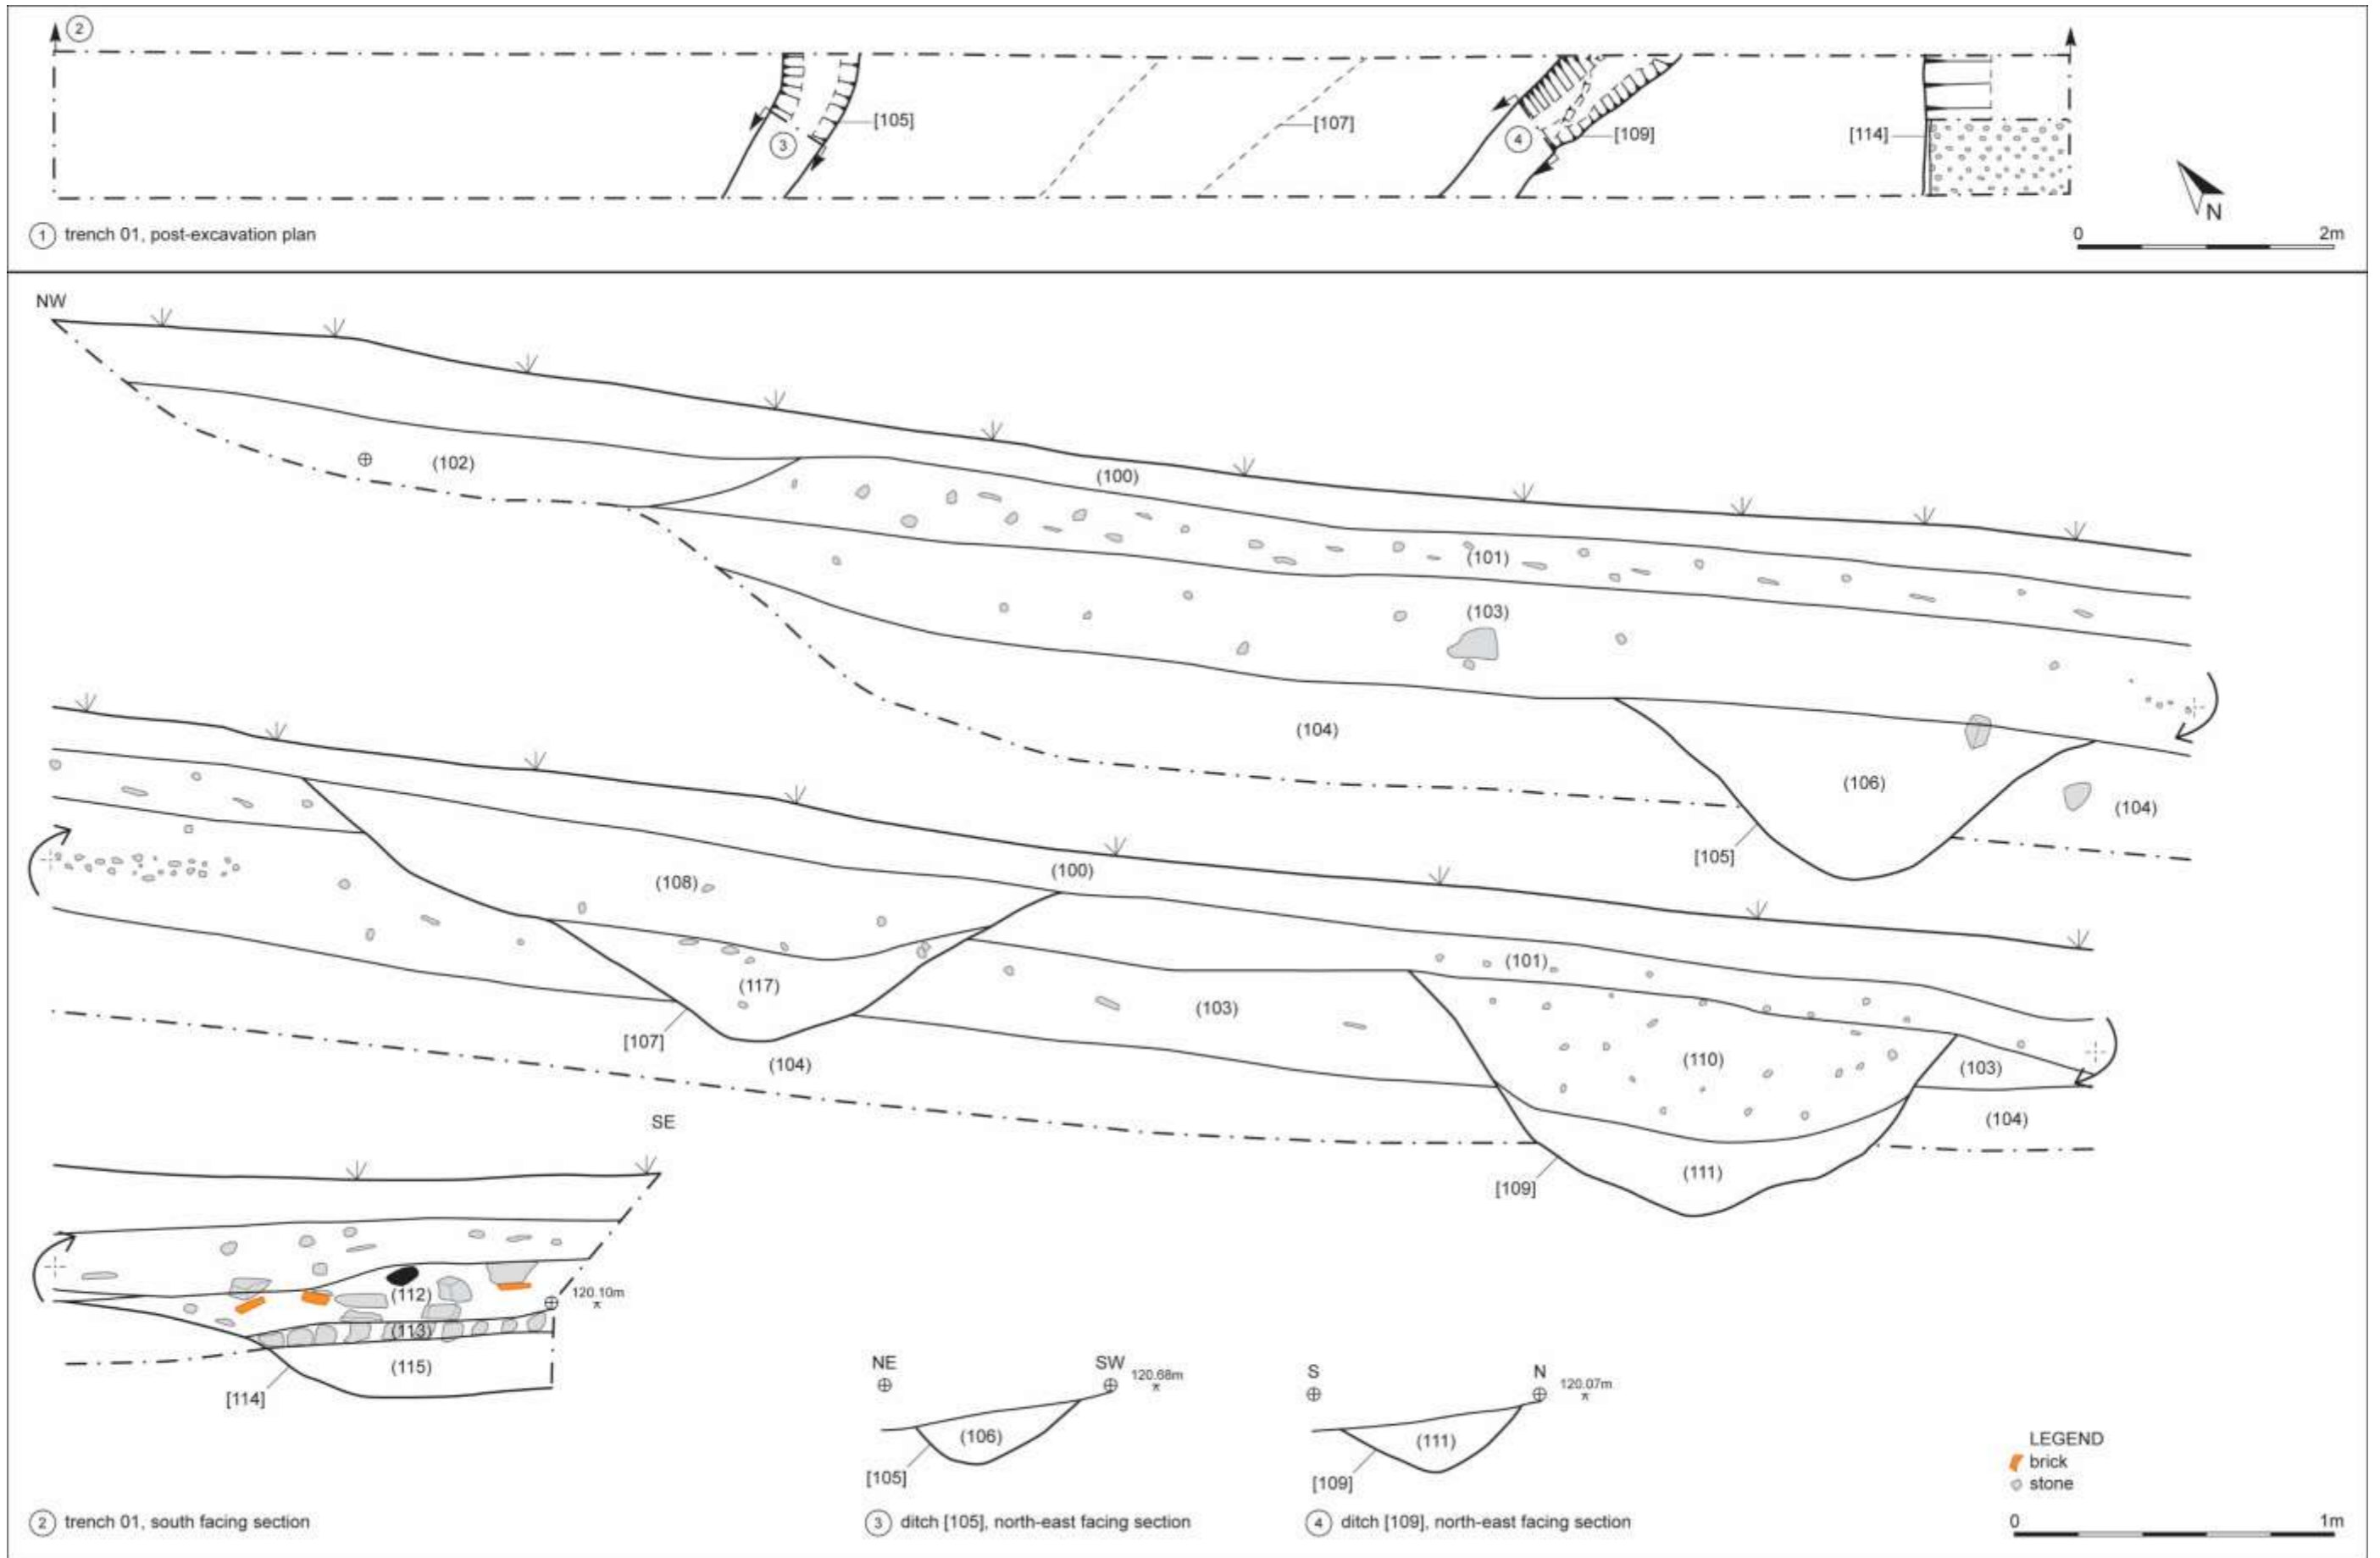 2
[105]
3
[107]
4
[109]
[114]
N
1 trench 01, post-excavation plan
0 2m
NW
(102)
(100)
(101)
(103)
(104)
(106)
(104)
[105]
(108)
(100)
(117)
(101)
(103)
[107]
(104)
(110)
(103)
(104)
(111)
[109]
SE
(112)
120.10m
(113)
(115)
[114]
NE SW 120.68m
(106)
[105]
S N 120.07m
(111)
[109]
LEGEND
brick
stone
2 trench 01, south facing section
3 ditch [105], north-east facing section
4 ditch [109], north-east facing section
0 1m